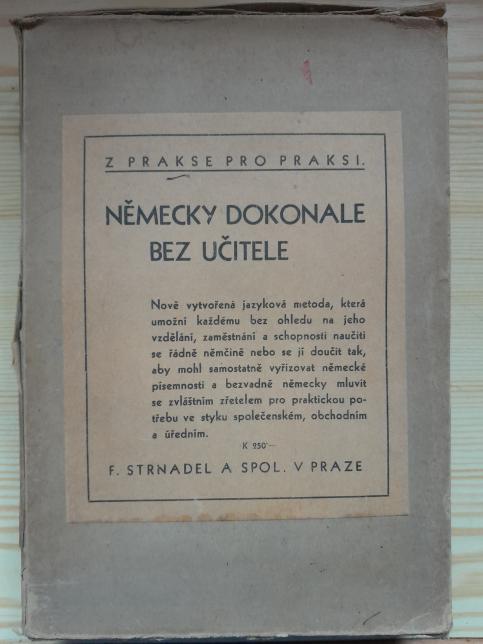 Z PRAKSE PRO PRAKSI.
NĚMECKY DOKONALE
BEZ UČITELE
Nově vytvořená jazyková metoda, která
umožní každému bez ohledu na jeho
vzdělání, zaměstnání a schopnosti naučiti
se řádně němčině nebo se jí doučit tak,
aby mohl samostatně vyřizovat německé
písemnosti a bezvadně německy mluvit
se zvláštním zřetelem pro praktickou po-
třebu ve styku společenském, obchodním
a úředním.
K 250·—
F. STRNADEL A SPOL. V PRAZE